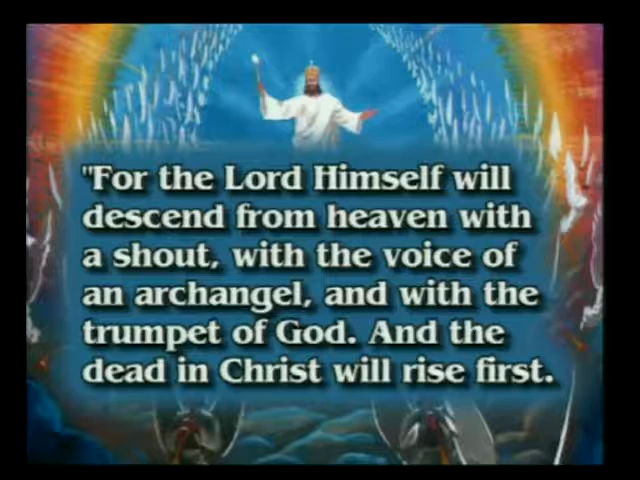 "For the Lord Himself will
descend from heaven with
a shout, with the voice of
an archangel, and with the
trumpet of God. And the
dead in Christ will rise first.